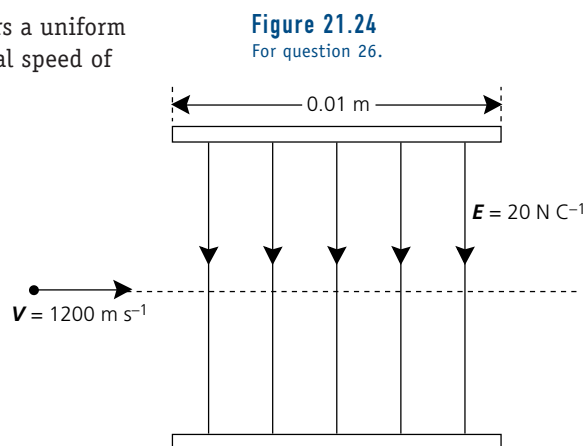 rs a uniform
al speed of
Figure 21.24
For question 26.
0.01 m
E = 20 N C⁻¹
V = 1200 m s⁻¹